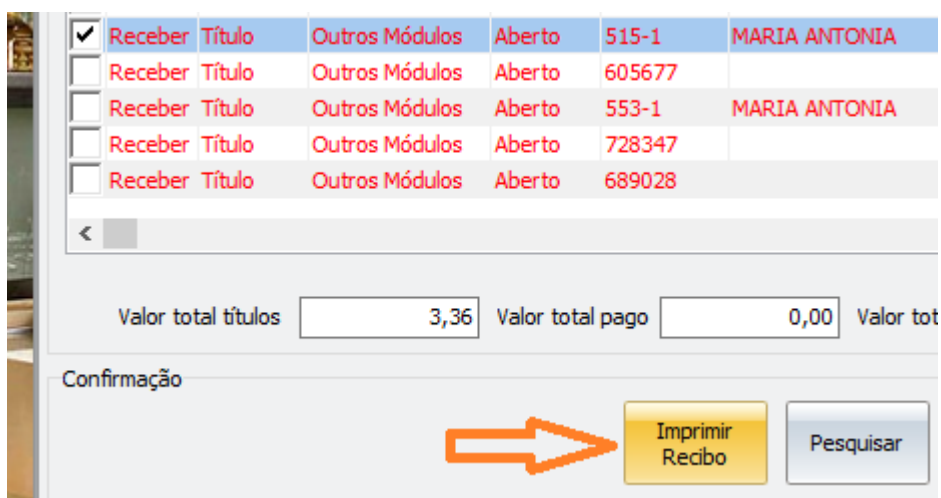 Receber Título Outros Módulos Aberto 515-1 MARIA ANTONIA
Receber Título Outros Módulos Aberto 605677
Receber Título Outros Módulos Aberto 553-1 MARIA ANTONIA
Receber Título Outros Módulos Aberto 728347
Receber Título Outros Módulos Aberto 689028
Valor total títulos 3,36 Valor total pago 0,00 Valor tot
Confirmação
Imprimir
Recibo
Pesquisar